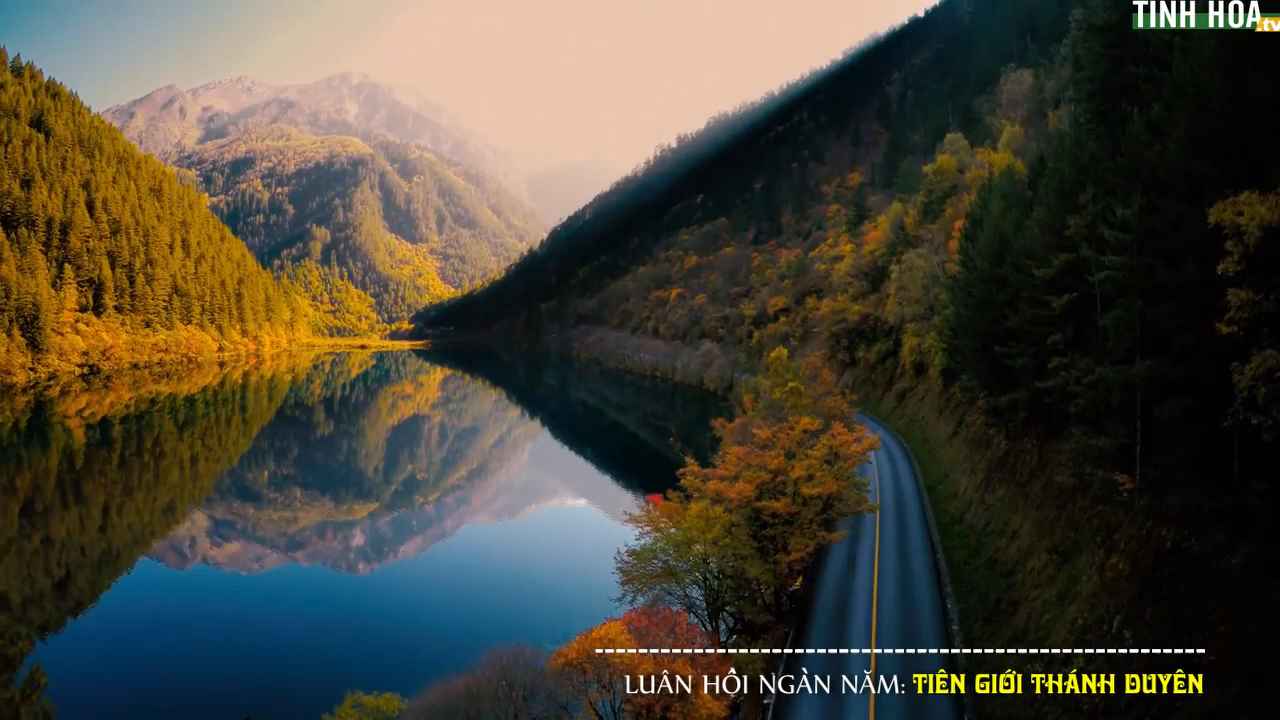 TINH HOA
.tv
LUÂN HỒI NGÀN NĂM: TIÊN GIỚI THÁNH DUYÊN